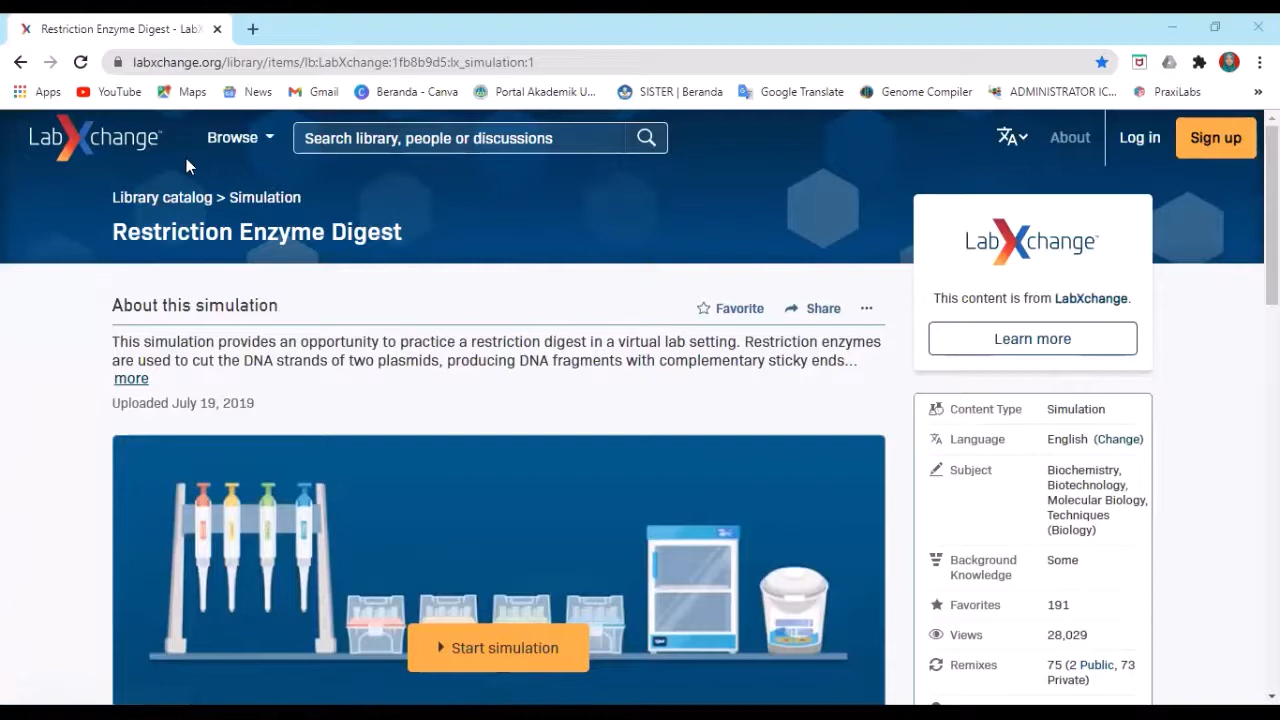 Restriction Enzyme Digest - LabX
labxchange.org/library/items/lb:LabXchange:1fb8b9d5:lx_simulation:1
Apps YouTube Maps News Gmail Beranda - Canva Portal Akademik U... SISTER | Beranda Google Translate Genome Compiler ADMINISTRATOR IC... PraxiLabs »
LabXchange™ Browse Search library, people or discussions About Log in Sign up
Library catalog > Simulation
Restriction Enzyme Digest
LabXchange™
This content is from LabXchange.
Learn more
About this simulation
Favorite Share ...
This simulation provides an opportunity to practice a restriction digest in a virtual lab setting. Restriction enzymes
are used to cut the DNA strands of two plasmids, producing DNA fragments with complementary sticky ends...
more
Uploaded July 19, 2019
Start simulation
Content Type Simulation
Language English (Change)
Subject Biochemistry,
Biotechnology,
Molecular Biology,
Techniques
(Biology)
Background Some
Knowledge
Favorites 191
Views 28,029
Remixes 75 (2 Public, 73
Private)